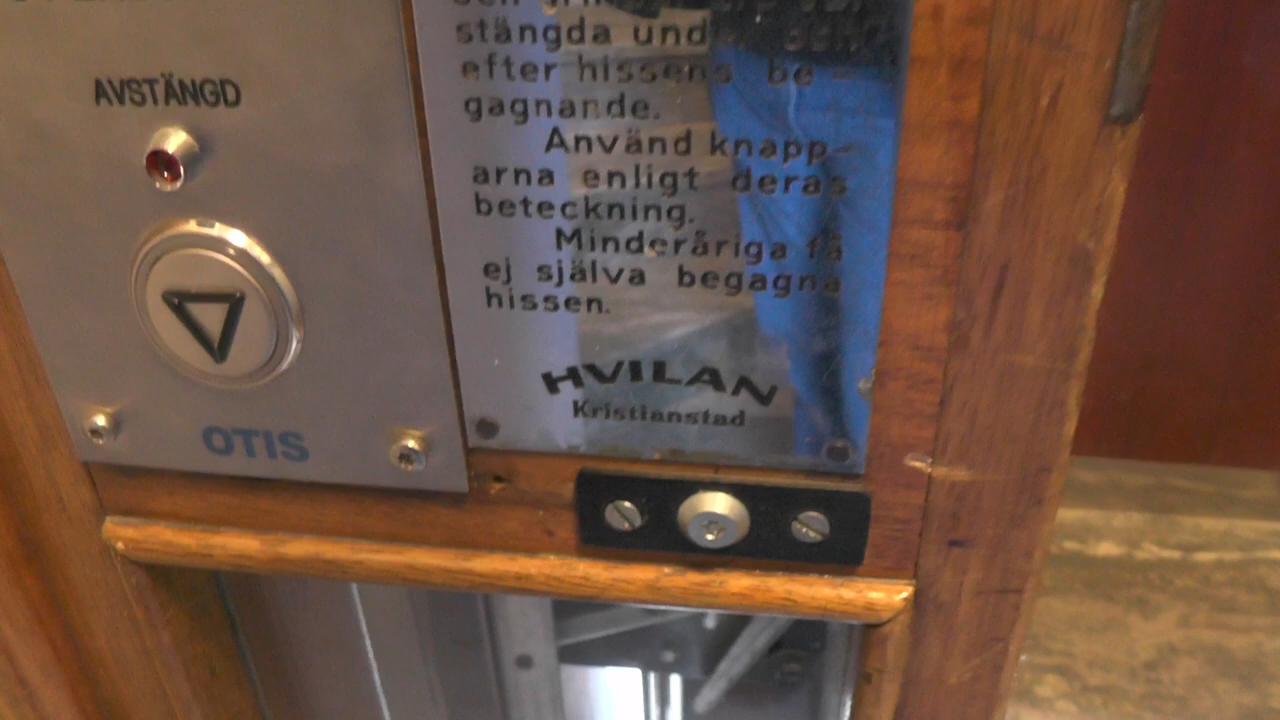 AVSTÄNGD
OTIS
stängda und
efter hissens be-
gagnande.
Använd knapp-
arna enligt deras
beteckning.
Minderåriga få
ej själva begagna
hissen.
HVILAN
Kristianstad